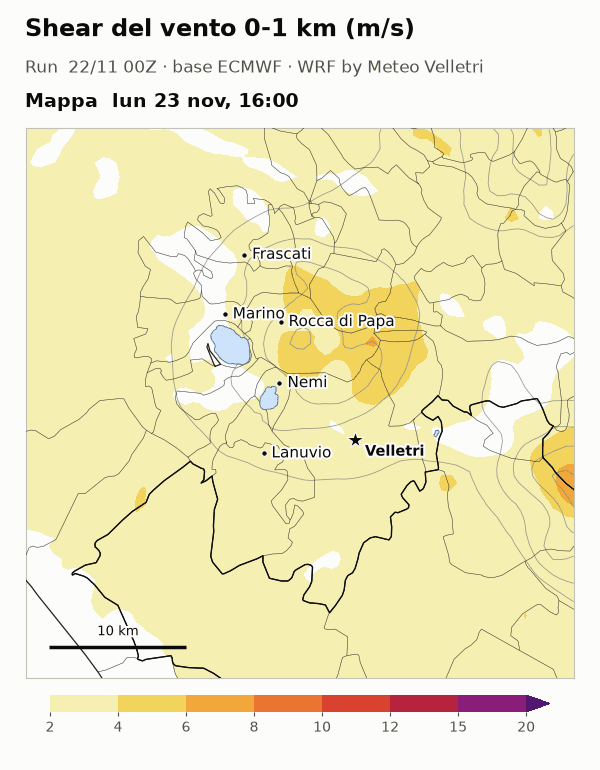 Shear del vento 0-1 km (m/s)
Run 22/11 00Z · base ECMWF · WRF by Meteo Velletri
Mappa lun 23 nov, 16:00
Frascati
Marino
Rocca di Papa
Nemi
Velletri
Lanuvio
10 km
2 4 6 8 10 12 15 20